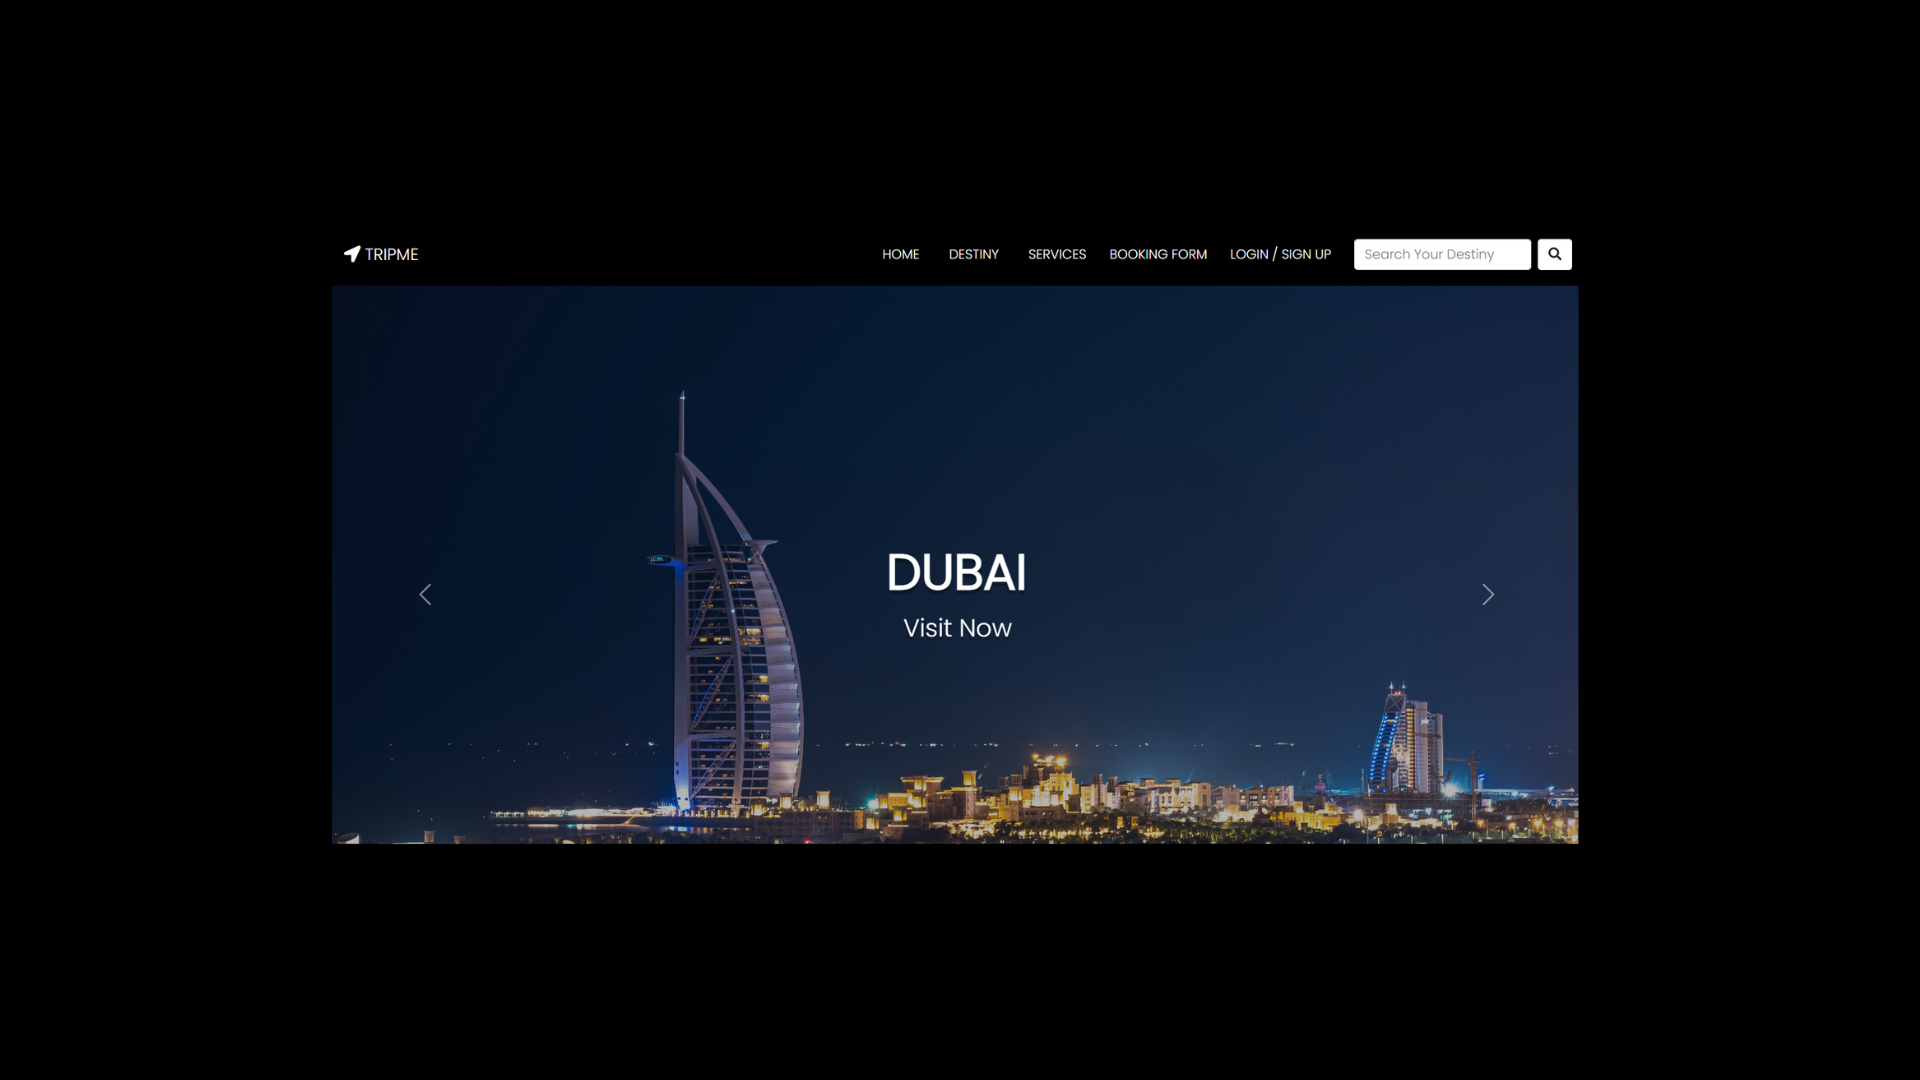 TRIPME
HOME DESTINY SERVICES BOOKING FORM LOGIN / SIGN UP Search Your Destiny
DUBAI
Visit Now